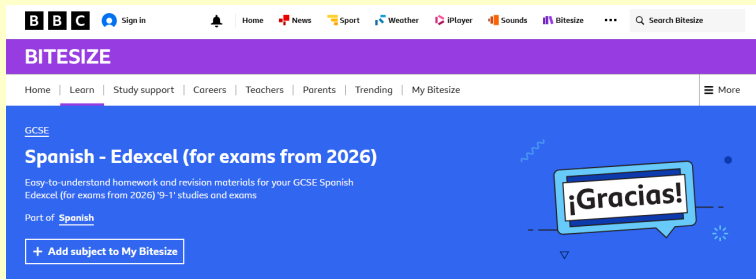 BBC Sign in Home News Sport Weather iPlayer Sounds Bitesize Search Bitesize
BITESIZE
Home Learn Study support Careers Teachers Parents Trending My Bitesize More
GCSE
Spanish - Edexcel (for exams from 2026)
Easy-to-understand homework and revision materials for your GCSE Spanish
Edexcel (for exams from 2026) '9-1' studies and exams
Part of Spanish
+ Add subject to My Bitesize
¡Gracias!